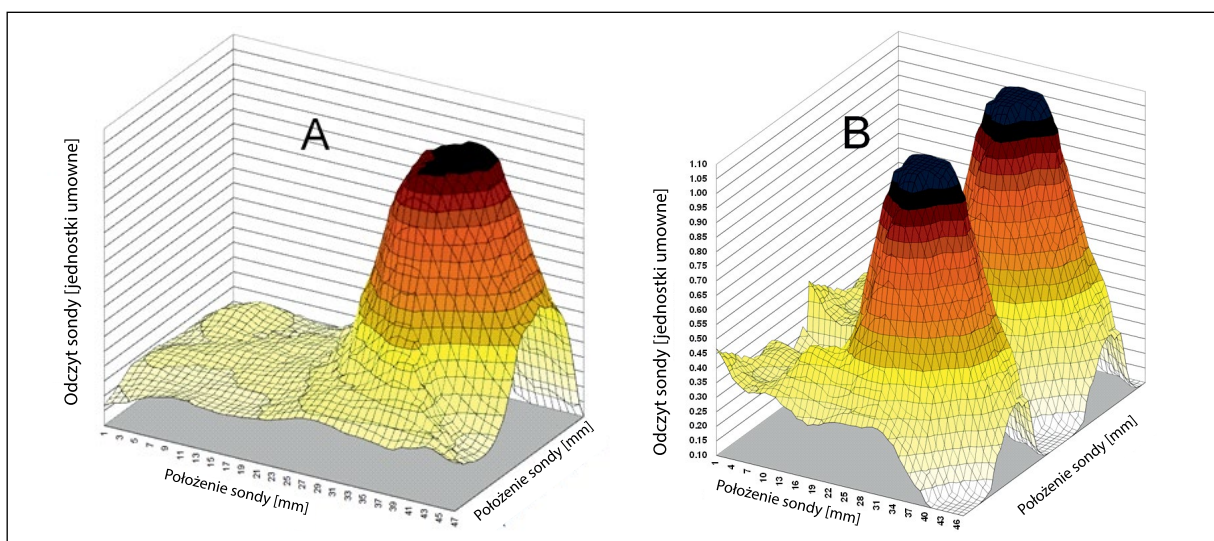 A
Odczyt sondy [jednostki umowne]
1 3 5 7 9 11 13 15 17 19 21 23 25 27 29 31 33 35 37 39 41 43 45 47
Położenie sondy [mm]
Położenie sondy [mm]
B
Odczyt sondy [jednostki umowne]
1.10
1.05
1.00
0.90
0.95
0.85
0.80
0.75
0.70
0.65
0.60
0.55
0.50
0.45
0.40
0.35
0.30
0.25
0.20
0.15
0.10
1 4 7 10 13 16 19 22 25 28 31 34 37 40 43 46
Położenie sondy [mm]
Położenie sondy [mm]